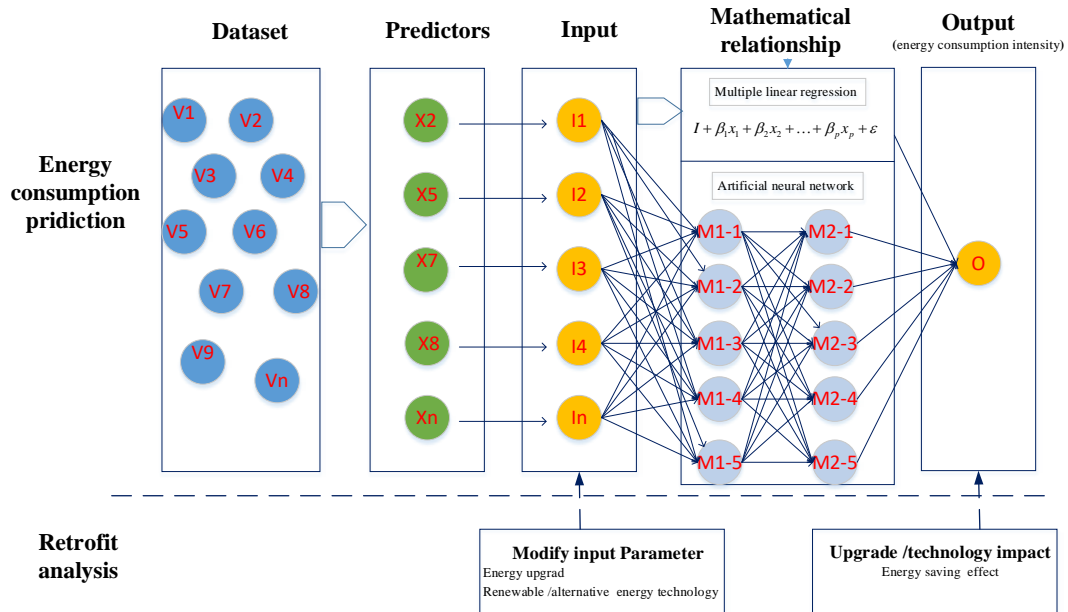 Dataset
Predictors
Input
Mathematical
relationship
Output
(energy consumption intensity)
Energy
consumption
pridiction
V1
V2
V3
V4
V5
V6
V7
V8
V9
Vn
X2
X5
X7
X8
Xn
I1
I2
I3
I4
In
Multiple linear regression
I + β₁x₁ + β₂x₂ + … + βₚxₚ + ε
Artificial neural network
M1-1
M1-2
M1-3
M1-4
M1-5
M2-1
M2-2
M2-3
M2-4
M2-5
O
Retrofit
analysis
Modify input Parameter
Energy upgrad
Renewable /alternative energy technology
Upgrade /technology impact
Energy saving effect